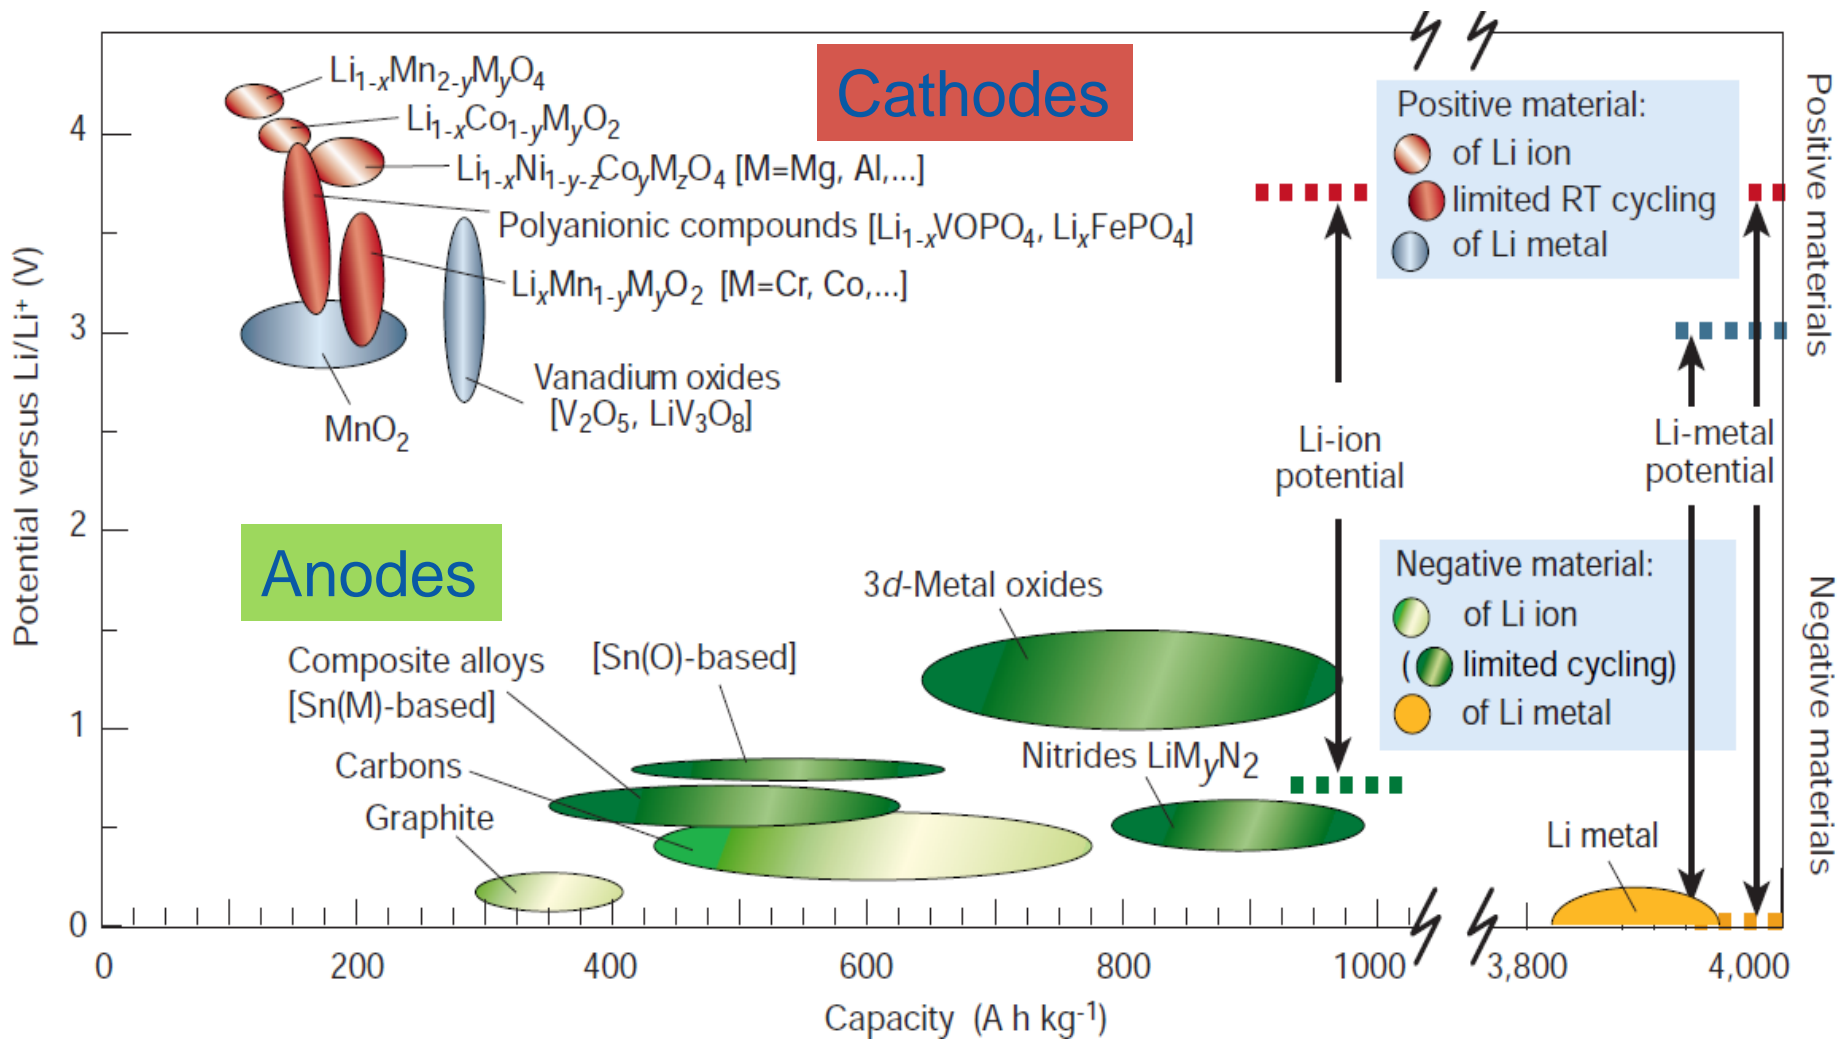 Cathodes
Li₁₋ₓMn₂₋yMyO₄
Li₁₋ₓCo₁₋yMyO₂
Li₁₋ₓNi₁₋y₋zCoyMzO₄ [M=Mg, Al,...]
Polyanionic compounds [Li₁₋ₓVOPO₄, LiₓFePO₄]
LiₓMn₁₋yMyO₂ [M=Cr, Co,...]
Vanadium oxides
[V₂O₅, LiV₃O₈]
MnO₂
Positive material:
of Li ion
limited RT cycling
of Li metal
Positive materials
Li-ion
potential
Li-metal
potential
Anodes
3d-Metal oxides
Composite alloys
[Sn(M)-based]
[Sn(O)-based]
Carbons
Graphite
Nitrides LiMyN₂
Li metal
Negative material:
of Li ion
( limited cycling)
of Li metal
Negative materials
Potential versus Li/Li⁺ (V)
4
3
2
1
0
0 200 400 600 800 1000 3,800 4,000
Capacity (A h kg⁻¹)